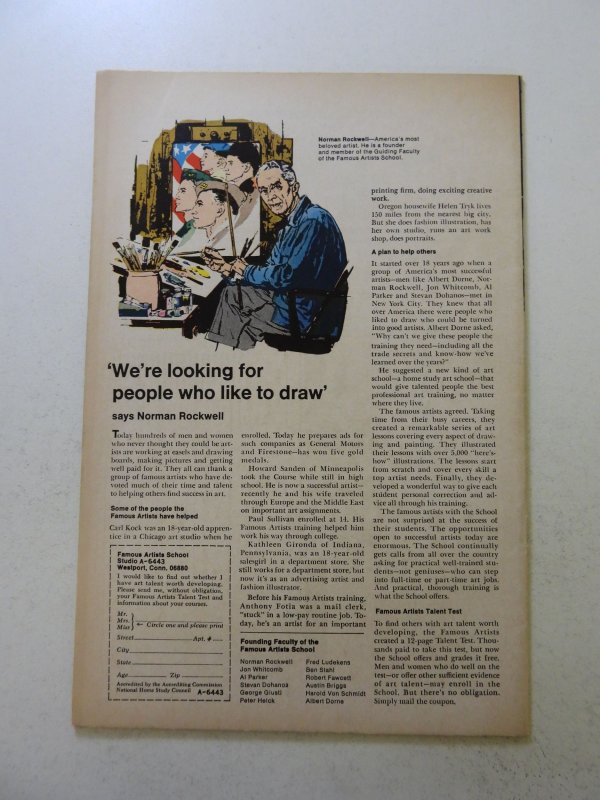 Norman Rockwell—America's most
beloved artist. He is a founder
and member of the Guiding Faculty
of the Famous Artists School.
'We're looking for
people who like to draw'
says Norman Rockwell
Today hundreds of men and women
who never thought they could be art-
ists are working at easels and drawing
boards, making pictures and getting
well paid for it. They all can thank a
group of famous artists who have de-
voted much of their time and talent
to helping others find success in art.
Some of the people the
Famous Artists have helped
Carl Kock was an 18-year-old appren-
tice in a Chicago art studio when he
enrolled. Today he prepares ads for
such companies as General Motors
and Firestone—has won five gold
medals.
Howard Sanden of Minneapolis
took the Course while still in high
school. He is now a successful artist—
recently he and his wife traveled
through Europe and the Middle East
on important art assignments.
Paul Sullivan enrolled at 14. His
Famous Artists training helped him
work his way through college.
Kathleen Gironda of Indiana,
Pennsylvania, was an 18-year-old
salesgirl in a department store. She
still works for a department store, but
now it's as an advertising artist and
fashion illustrator.
Before his Famous Artists training,
Anthony Fotia was a mail clerk,
"stuck" in a low-pay routine job. To-
day, he's an artist for an important
printing firm, doing exciting creative
work.
Oregon housewife Helen Tryk lives
150 miles from the nearest big city.
But she does fashion illustration, has
her own studio, runs an art work
shop, does portraits.
A plan to help others
It started over 18 years ago when a
group of America's most successful
artists—men like Albert Dorne, Nor-
man Rockwell, Jon Whitcomb, Al
Parker and Stevan Dohanos—met in
New York City. They knew that all
over America there were people who
liked to draw who could be turned
into good artists. Albert Dorne asked,
"Why can't we give these people the
training they need—including all the
trade secrets and know-how we've
learned over the years?"
He suggested a new kind of art
school—a home study art school—that
would give talented people the best
professional art training, no matter
where they live.
The famous artists agreed. Taking
time from their busy careers, they
created a remarkable series of art
lessons covering every aspect of draw-
ing and painting. They illustrated
their lessons with over 5,000 "here's-
how" illustrations. The lessons start
from scratch and cover every skill a
top artist needs. Finally, they de-
veloped a wonderful way to give each
student personal correction and ad-
vice all through his training.
The famous artists with the School
are not surprised at the success of
their students. The opportunities
open to successful artists today are
enormous. The School continually
gets calls from all over the country
asking for practical well-trained stu-
dents—not geniuses—who can step
into full-time or part-time art jobs.
And practical, thorough training is
what the School offers.
Famous Artists Talent Test
To find others with art talent worth
developing, the Famous Artists
created a 12-page Talent Test. Thou-
sands paid to take this test, but now
the School offers and grades it free.
Men and women who do well on the
test—or offer other sufficient evidence
of art talent—may enroll in the
School. But there's no obligation.
Simply mail the coupon.
Famous Artists School
Studio A-6443
Westport, Conn. 06880
I would like to find out whether I
have art talent worth developing.
Please send me, without obligation,
your Famous Artists Talent Test and
information about your courses.
Mr.
Mrs.
Miss
Circle one and please print
Street Apt. #
City
State
Age Zip
Accredited by the Accrediting Commission
National Home Study Council A-6443
Founding Faculty of the
Famous Artists School
Norman Rockwell
Jon Whitcomb
Al Parker
Stevan Dohanos
George Giusti
Peter Helck
Fred Ludekens
Ben Stahl
Robert Fawcett
Austin Briggs
Harold Von Schmidt
Albert Dorne